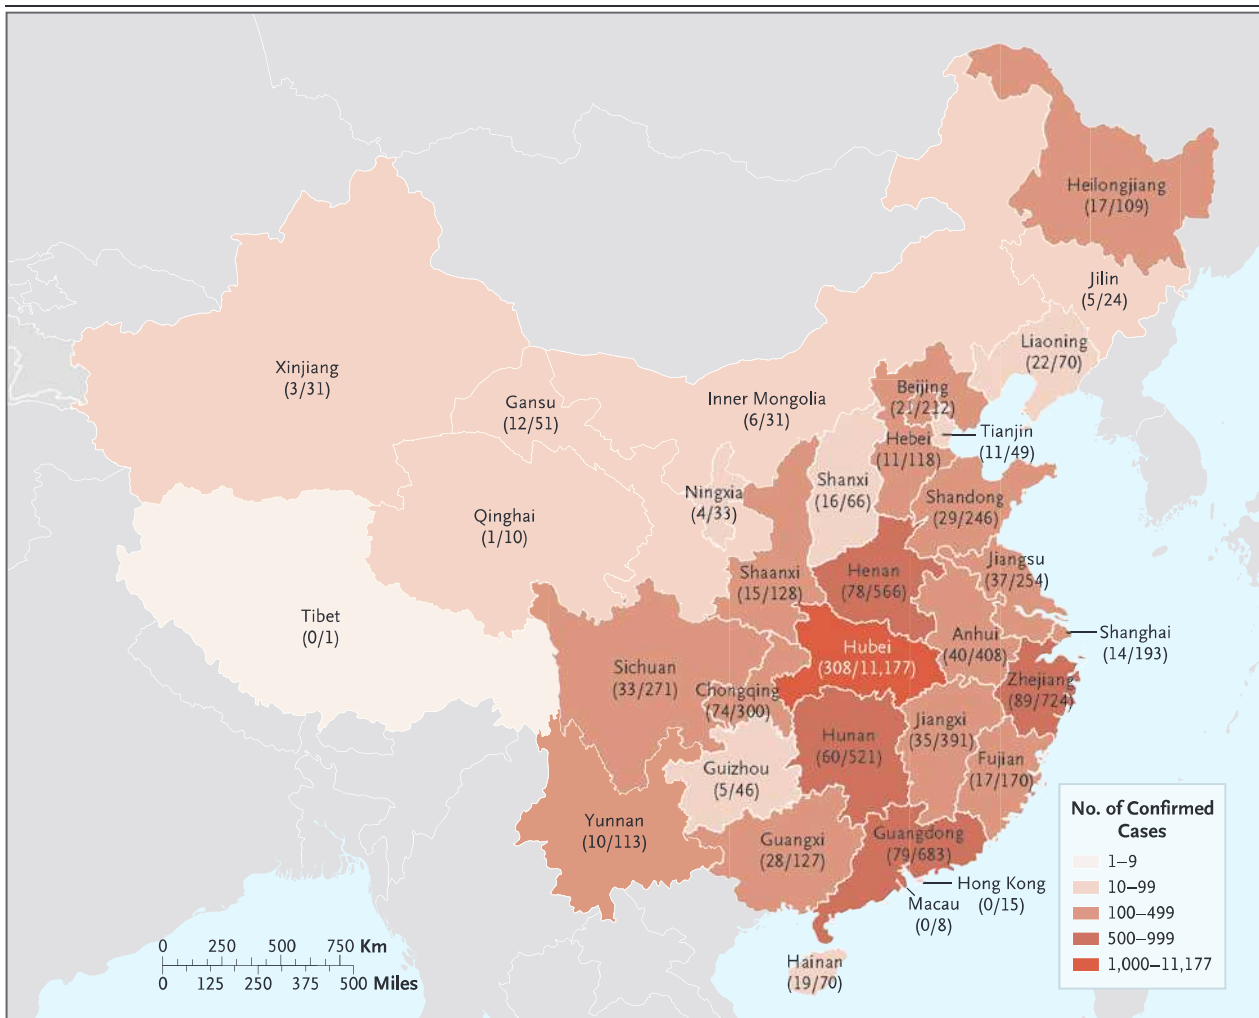 Heilongjiang
(17/109)
Jilin
(5/24)
Liaoning
(22/70)
Xinjiang
(3/31)
Gansu
(12/51)
Inner Mongolia
(6/31)
Beijing
(21/212)
Tianjin
(11/49)
Hebei
(11/118)
Shanxi
(16/66)
Ningxia
(4/33)
Shandong
(29/246)
Qinghai
(1/10)
Shaanxi
(15/128)
Henan
(78/566)
Jiangsu
(37/254)
Tibet
(0/1)
Anhui
(40/408)
Shanghai
(14/193)
Hubei
(308/11,177)
Sichuan
(33/271)
Chongqing
(74/300)
Zhejiang
(89/724)
Jiangxi
(35/391)
Hunan
(60/521)
Fujian
(17/170)
Guizhou
(5/46)
Yunnan
(10/113)
Guangxi
(28/127)
Guangdong
(79/683)
Hong Kong
(0/15)
Macau
(0/8)
Hainan
(19/70)
No. of Confirmed
Cases
1–9
10–99
100–499
500–999
1,000–11,177
0 250 500 750 Km
0 125 250 375 500 Miles